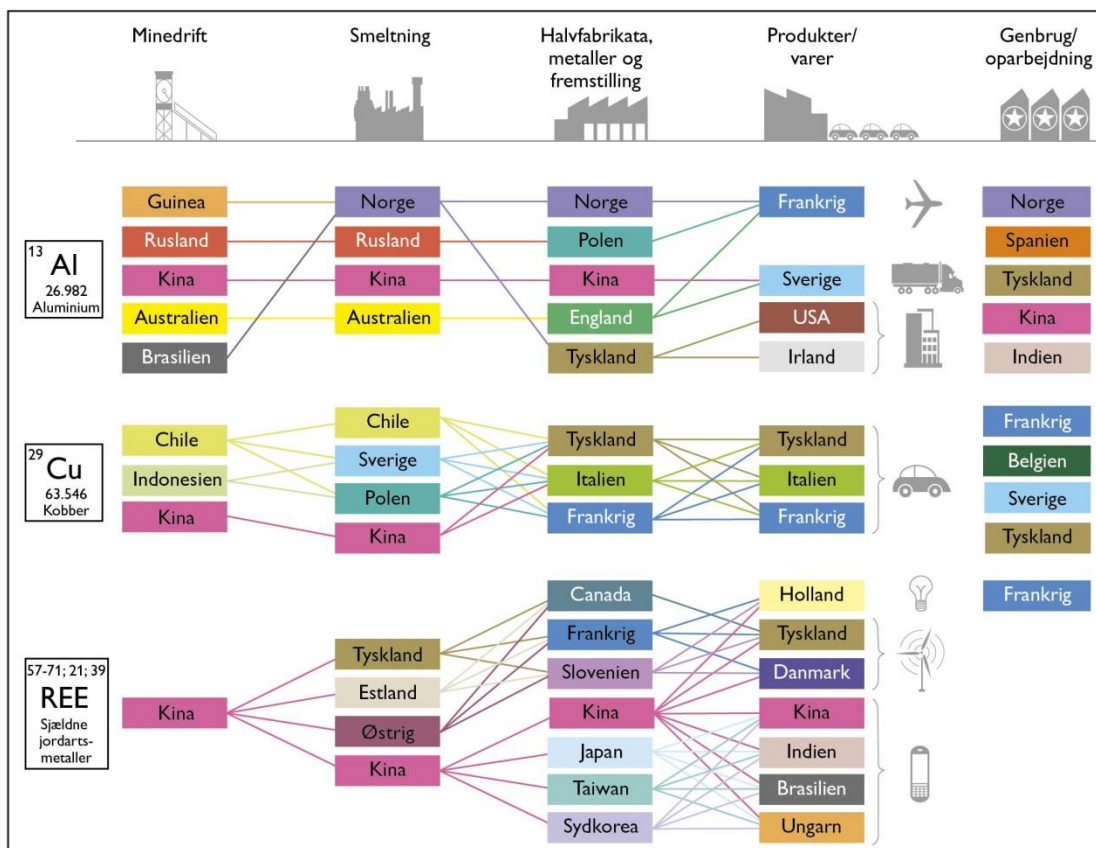 Minedrift
Smeltning
Halvfabrikata,
metaller og
fremstilling
Produkter/
varer
Genbrug/
oparbejdning
13
Al
26.982
Aluminium
Guinea
Rusland
Kina
Australien
Brasilien
Norge
Rusland
Kina
Australien
Norge
Polen
Kina
England
Tyskland
Frankrig
Sverige
USA
Irland
Norge
Spanien
Tyskland
Kina
Indien
29
Cu
63.546
Kobber
Chile
Indonesien
Kina
Chile
Sverige
Polen
Kina
Tyskland
Italien
Frankrig
Tyskland
Italien
Frankrig
Frankrig
Belgien
Sverige
Tyskland
57-71; 21; 39
REE
Sjældne
jordarts-
metaller
Kina
Tyskland
Estland
Østrig
Kina
Canada
Frankrig
Slovenien
Kina
Japan
Taiwan
Sydkorea
Holland
Tyskland
Danmark
Kina
Indien
Brasilien
Ungarn
Frankrig